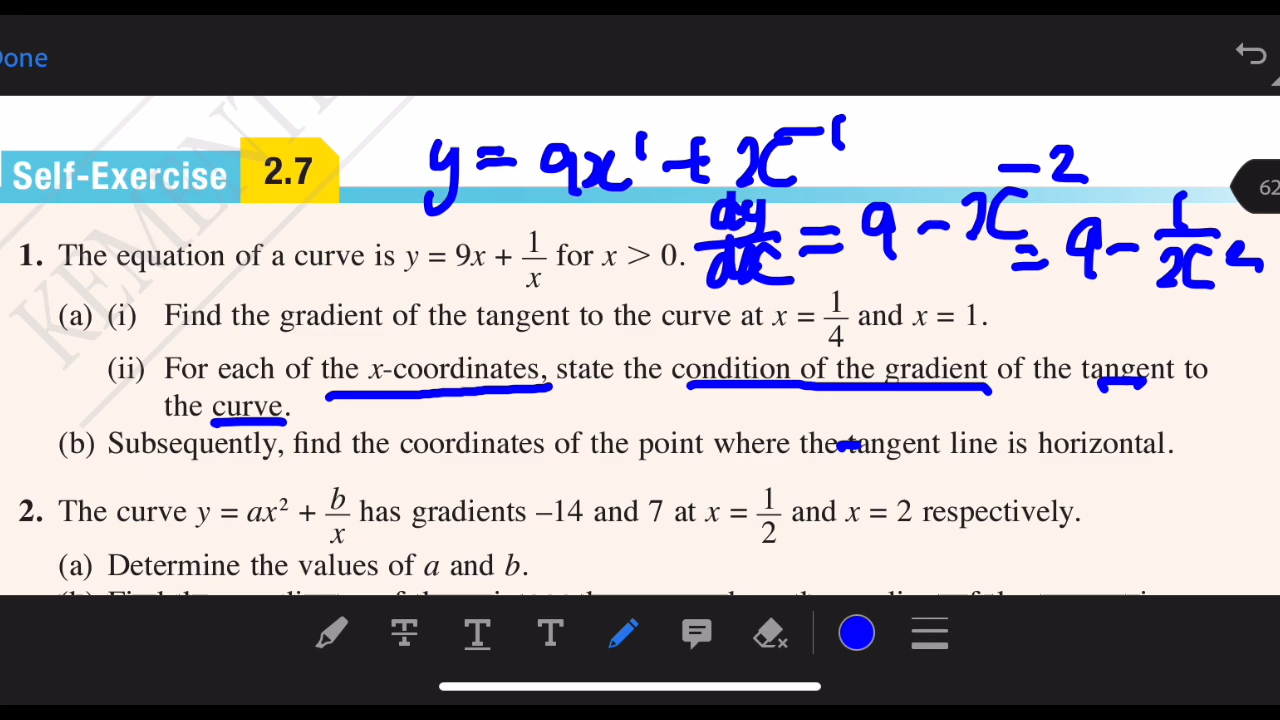 Done
KEMENT
y = 9x¹ + x⁻¹
Self-Exercise 2.7
62
dy/dx = 9 - x⁻² = 9 - 1/x²
1. The equation of a curve is y = 9x + 1/x for x > 0.
(a) (i) Find the gradient of the tangent to the curve at x = 1/4 and x = 1.
(ii) For each of the x-coordinates, state the condition of the gradient of the tangent to
the curve.
(b) Subsequently, find the coordinates of the point where the tangent line is horizontal.
2. The curve y = ax² + b/x has gradients –14 and 7 at x = 1/2 and x = 2 respectively.
(a) Determine the values of a and b.
T T T